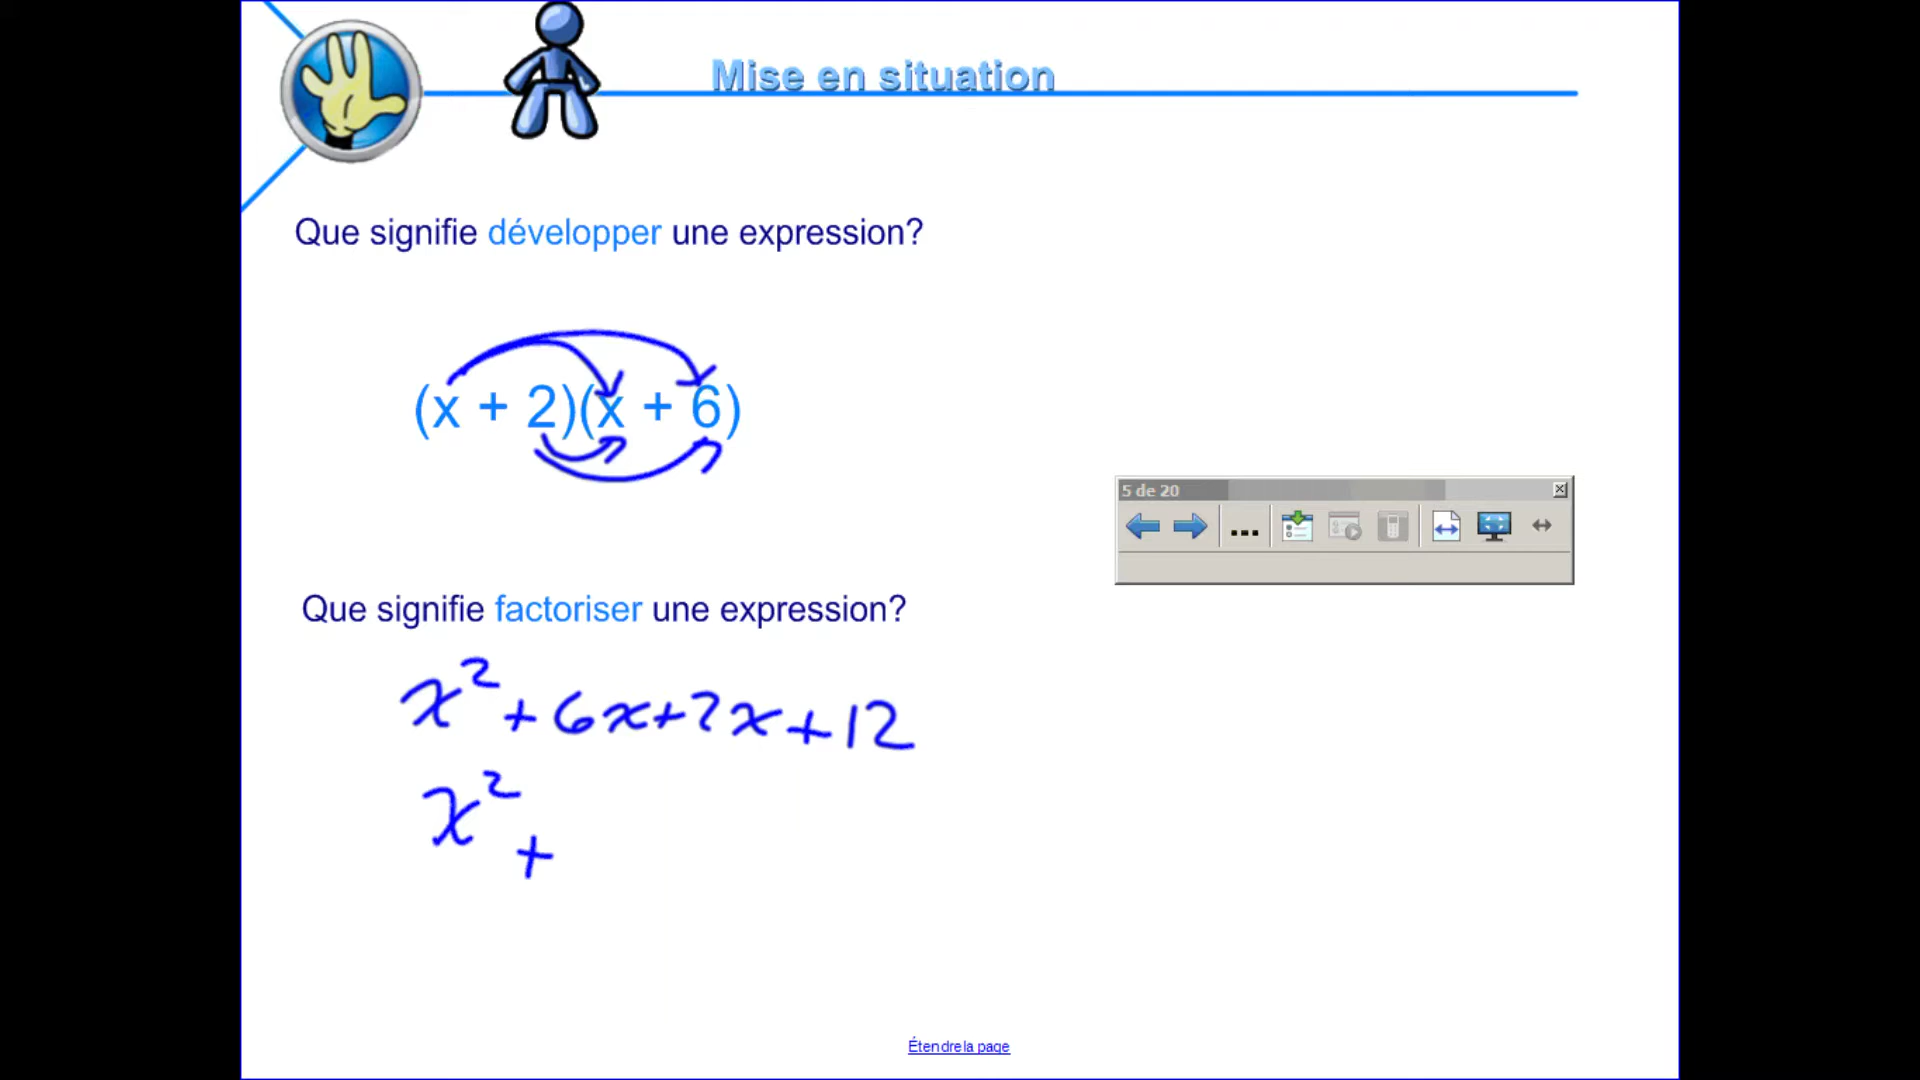 Mise en situation
Que signifie développer une expression?
(x + 2)(x + 6)
5 de 20
...
Que signifie factoriser une expression?
x² + 6x + 2x + 12
x² +
Étendre la page